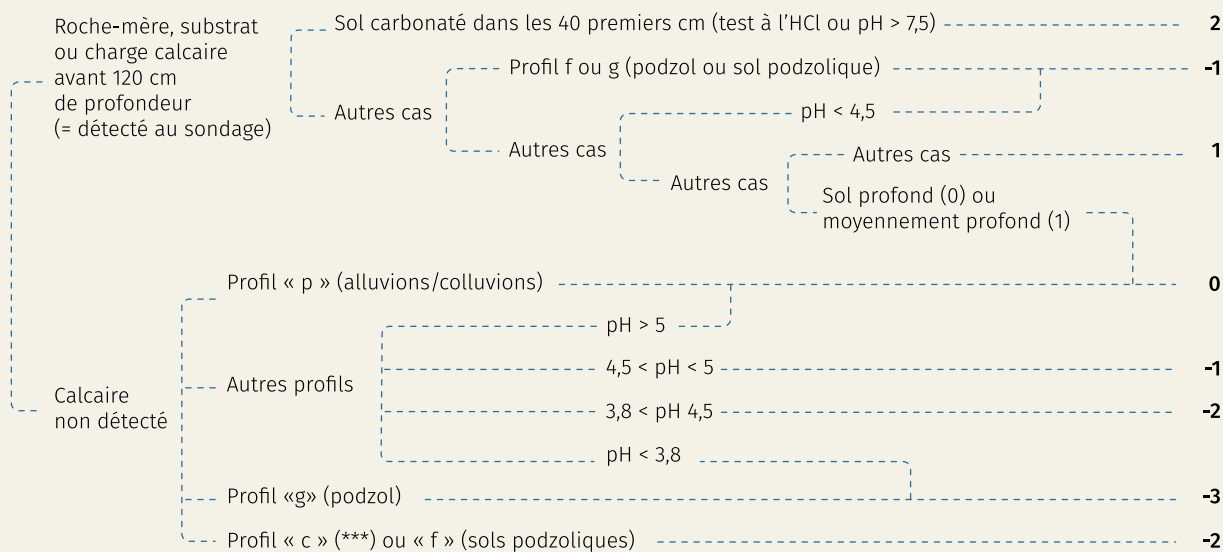 Roche-mère, substrat
ou charge calcaire
avant 120 cm
de profondeur
(= détecté au sondage)
Sol carbonaté dans les 40 premiers cm (test à l’HCl ou pH > 7,5) 2
Autres cas
Profil f ou g (podzol ou sol podzolique) -1
pH < 4,5
Autres cas
Autres cas 1
Autres cas
Sol profond (0) ou
moyennement profond (1)
Calcaire
non détecté
Profil « p » (alluvions/colluvions) 0
Autres profils
pH > 5
4,5 < pH < 5 -1
3,8 < pH 4,5 -2
pH < 3,8
Profil «g» (podzol) -3
Profil « c » (***) ou « f » (sols podzoliques) -2